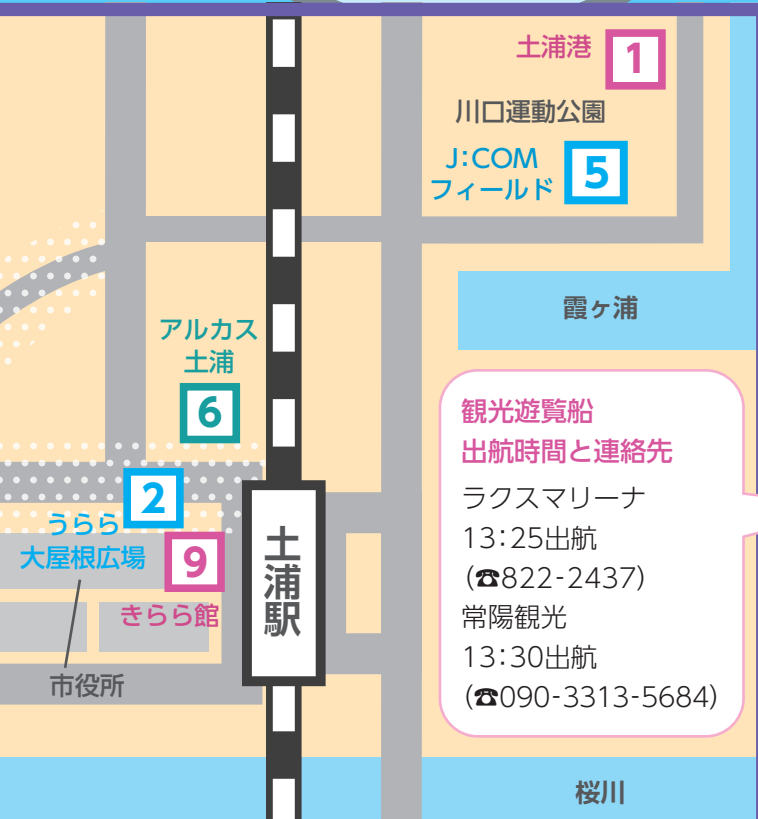 土浦港
1
川口運動公園
J:COM
フィールド
5
霞ヶ浦
アルカス
土浦
6
2
うらら
大屋根広場
9
きらら館
市役所
土浦駅
観光遊覧船
出航時間と連絡先
ラクスマリーナ
13:25出航
(☎822-2437)
常陽観光
13:30出航
(☎090-3313-5684)
桜川